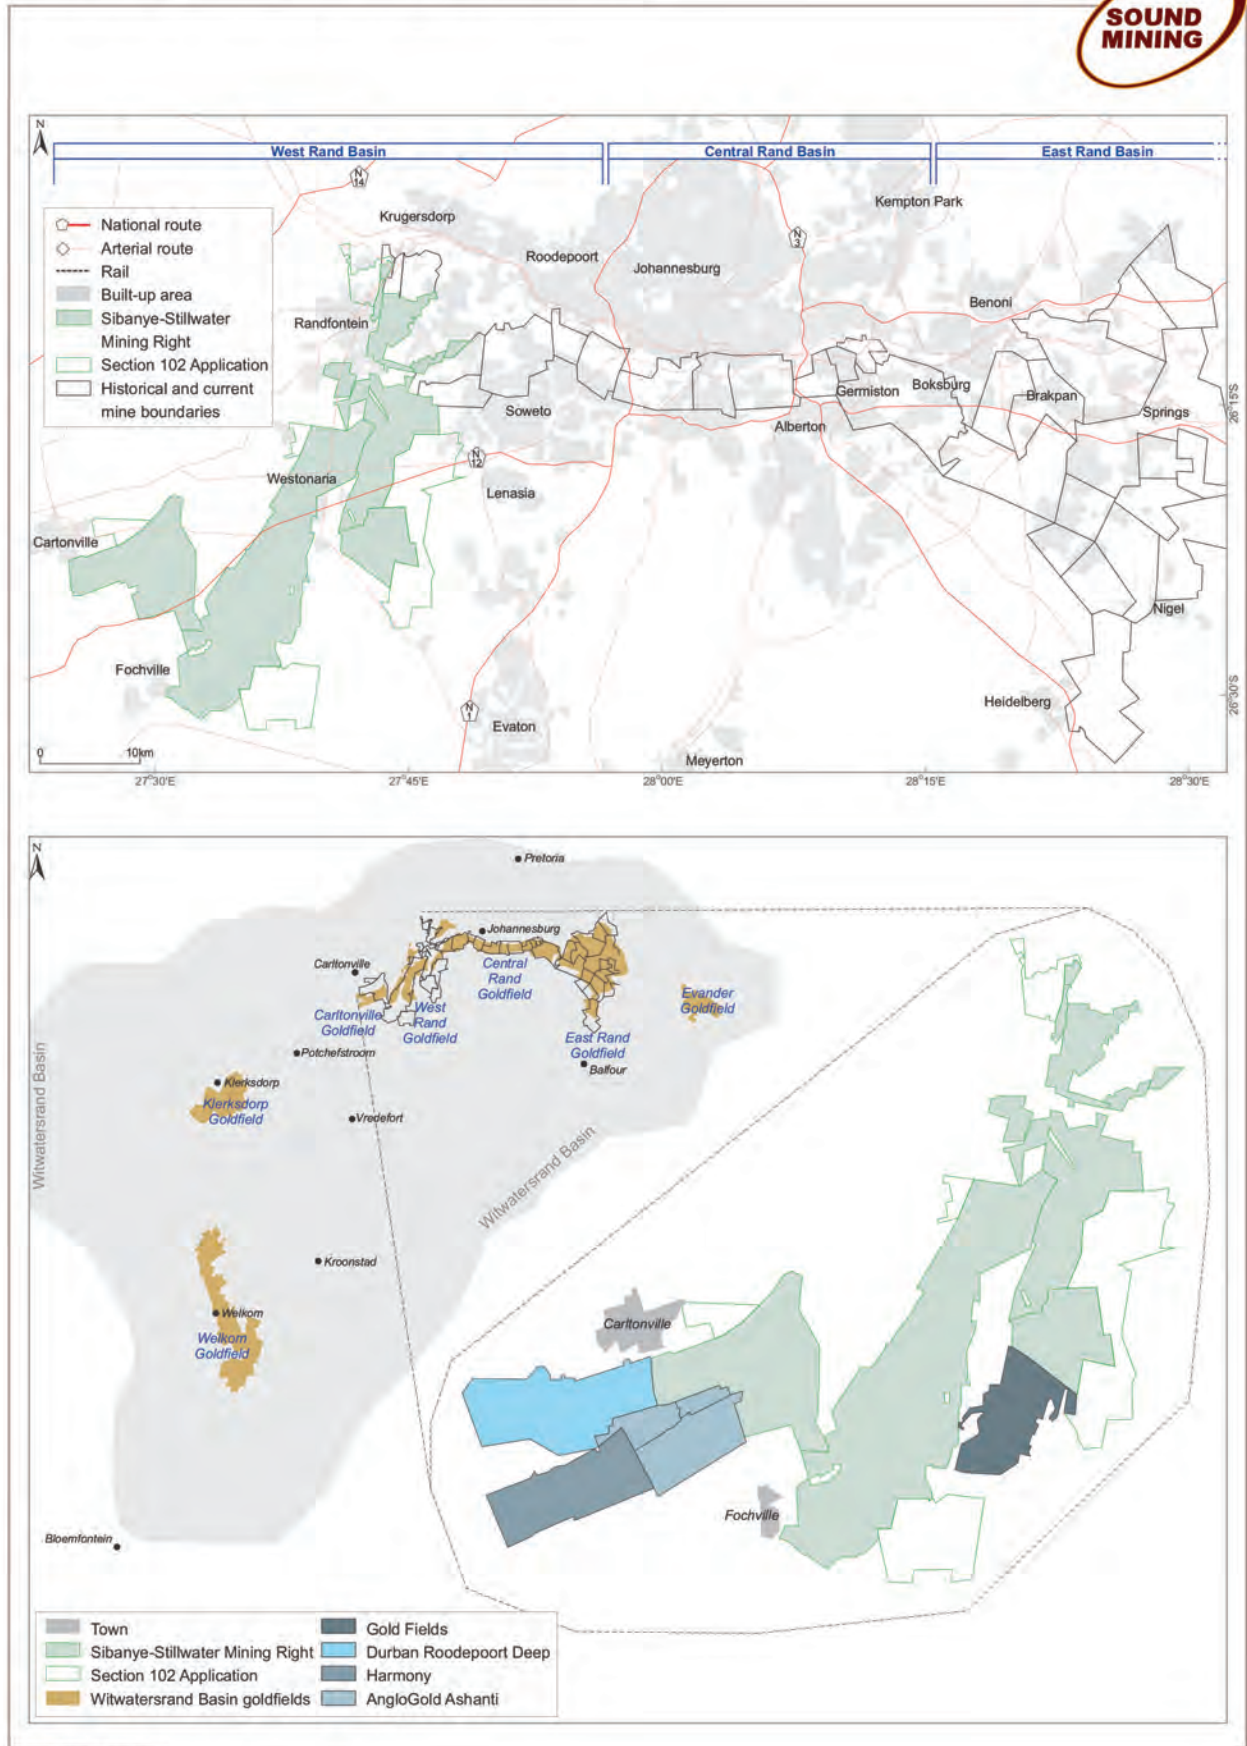 SOUND
MINING
N
West Rand Basin
Central Rand Basin
East Rand Basin
N
14
Krugersdorp
Kempton Park
National route
Arterial route
Rail
Built-up area
Sibanye-Stillwater
Mining Right
Section 102 Application
Historical and current
mine boundaries
N
3
Roodepoort
Johannesburg
Benoni
Randfontein
Germiston
Boksburg
Brakpan
Soweto
Springs
Alberton
26°15'S
N
12
Westonaria
Lenasia
Cartonville
Nigel
Fochville
Heidelberg
26°30'S
N
1
Evaton
Meyerton
0
10km
27°30'E
27°45'E
28°00'E
28°15'E
28°30'E
N
Pretoria
Johannesburg
Carltonville
Central
Rand
Goldfield
Evander
Goldfield
Carltonville
Goldfield
West
Rand
Goldfield
East Rand
Goldfield
Balfour
Potchefstroom
Klerksdorp
Klerksdorp
Goldfield
Vredefort
Witwatersrand Basin
Witwatersrand Basin
Kroonstad
Welkom
Welkom
Goldfield
Carltonville
Fochville
Bloemfontein
Town
Sibanye-Stillwater Mining Right
Section 102 Application
Witwatersrand Basin goldfields
Gold Fields
Durban Roodepoort Deep
Harmony
AngloGold Ashanti